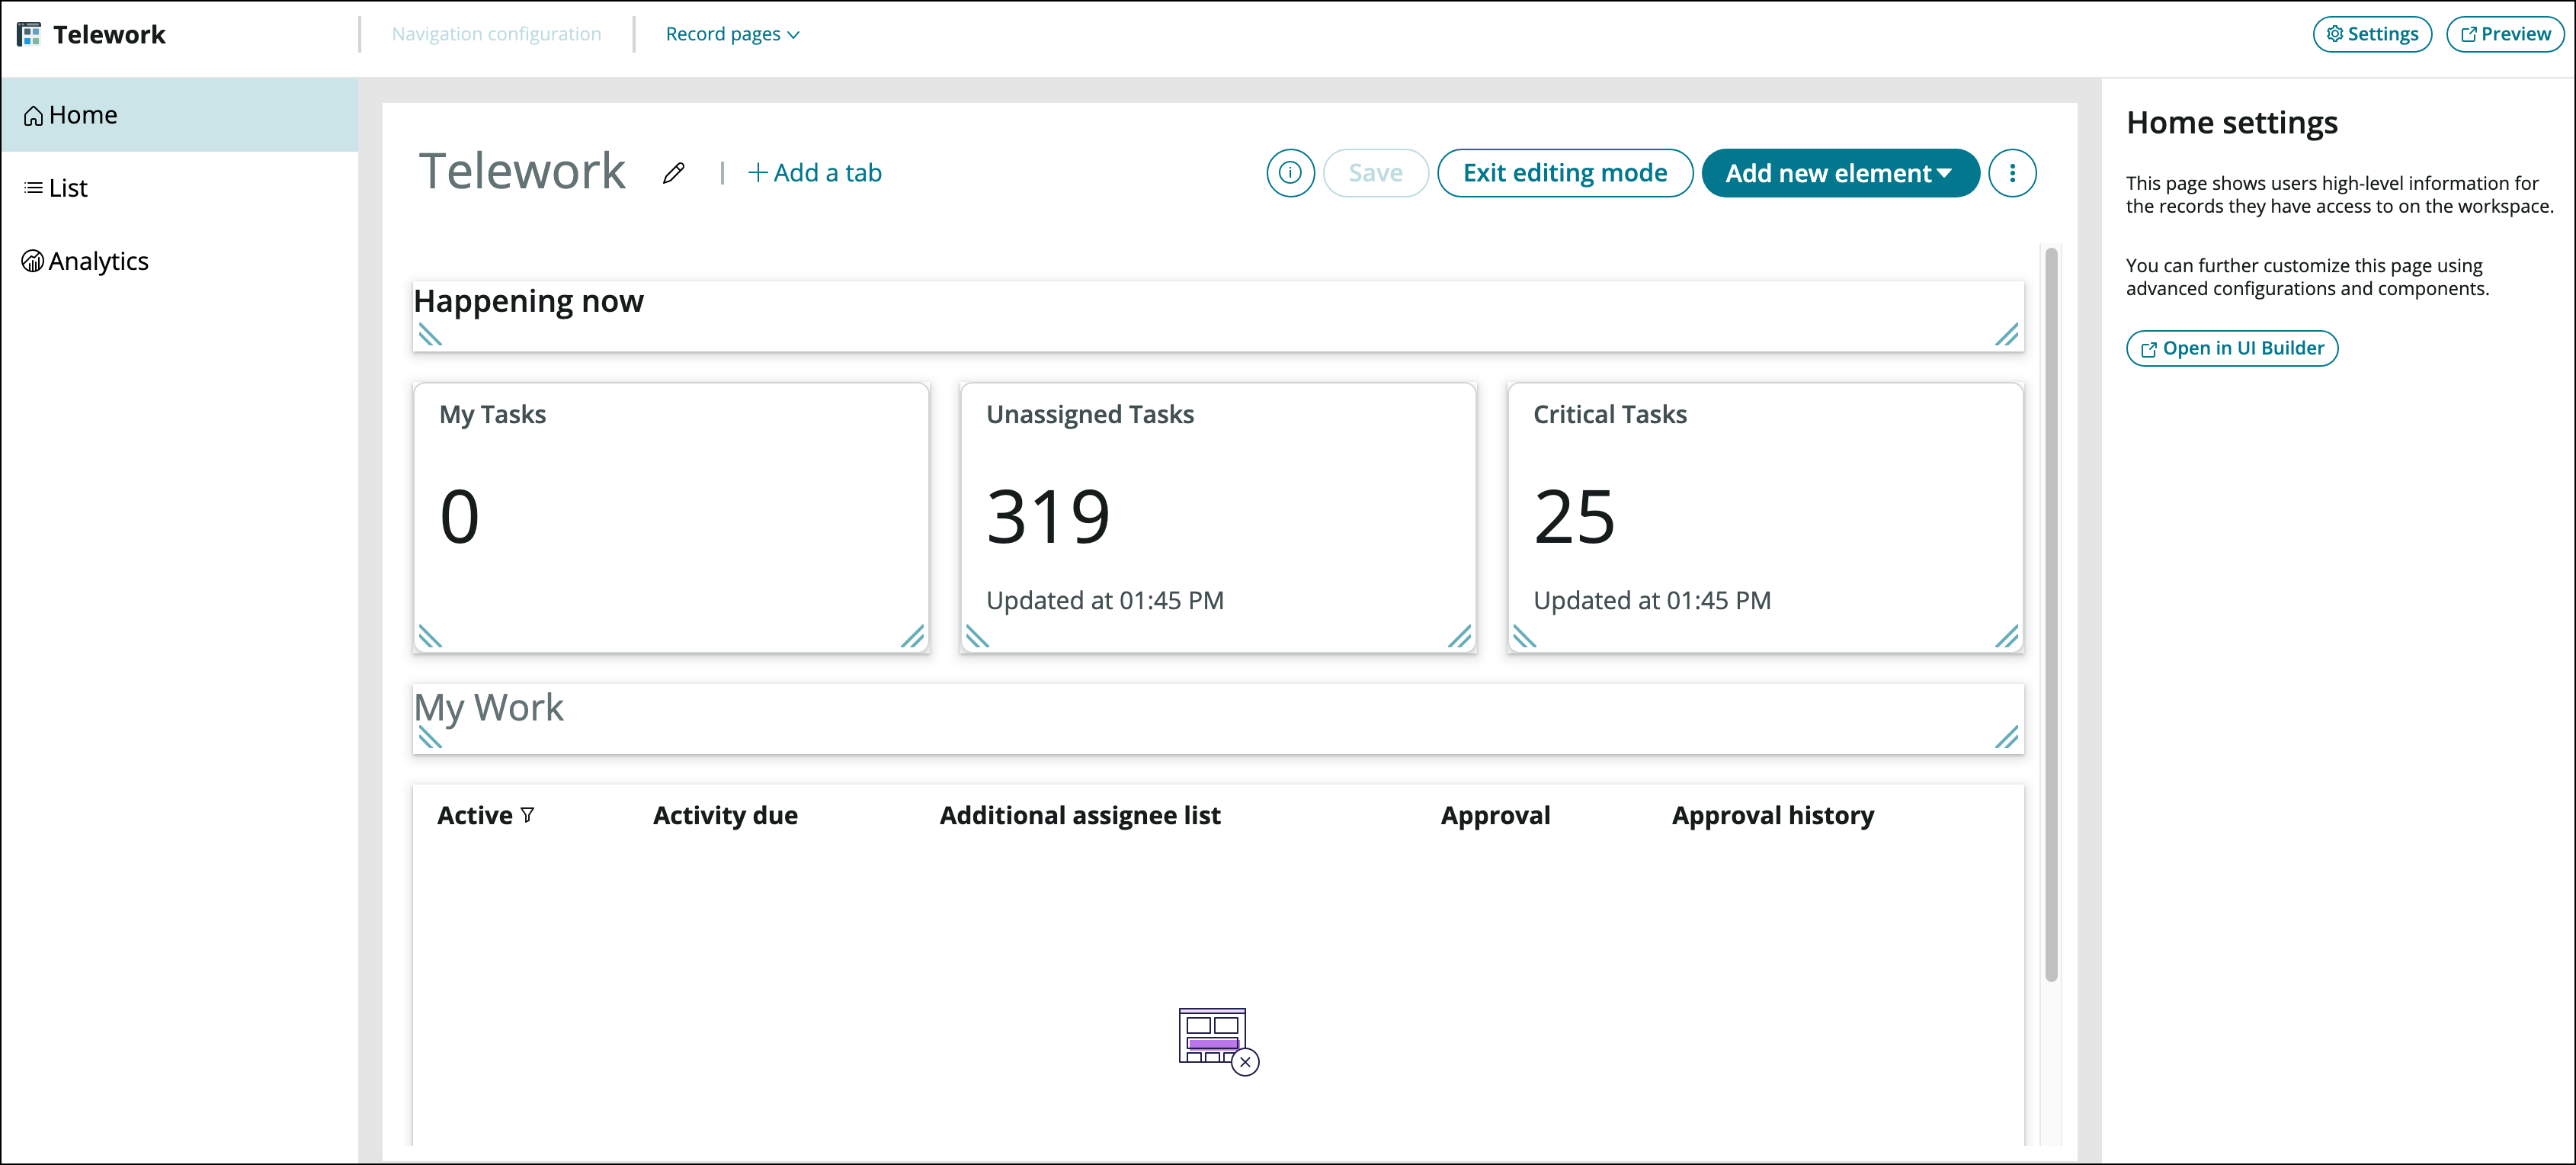 Telework
Navigation configuration
Record pages
Settings
Preview
Home
List
Analytics
Telework
Add a tab
Save
Exit editing mode
Add new element
Happening now
My Tasks
0
Unassigned Tasks
319
Updated at 01:45 PM
Critical Tasks
25
Updated at 01:45 PM
My Work
Active
Activity due
Additional assignee list
Approval
Approval history
Home settings
This page shows users high-level information for
the records they have access to on the workspace.
You can further customize this page using
advanced configurations and components.
Open in UI Builder